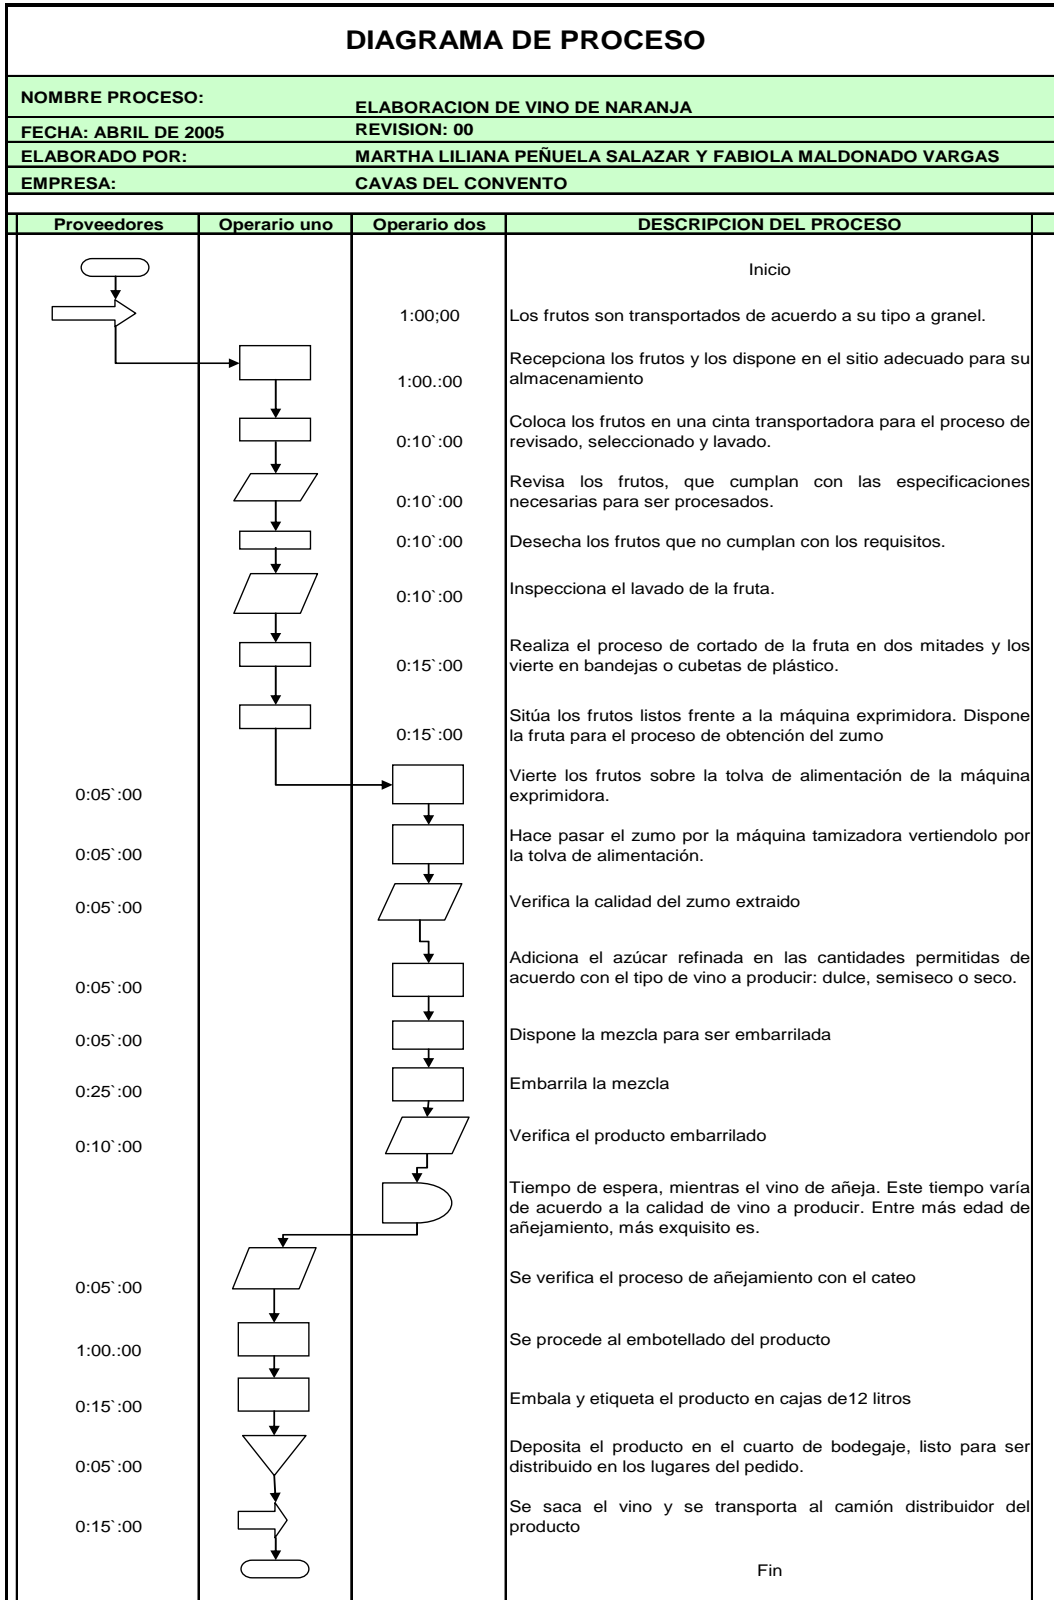 DIAGRAMA DE PROCESO
NOMBRE PROCESO: ELABORACION DE VINO DE NARANJA
FECHA: ABRIL DE 2005 REVISION: 00
ELABORADO POR: MARTHA LILIANA PEÑUELA SALAZAR Y FABIOLA MALDONADO VARGAS
EMPRESA: CAVAS DEL CONVENTO
Proveedores Operario uno Operario dos DESCRIPCION DEL PROCESO
Inicio
1:00;00 Los frutos son transportados de acuerdo a su tipo a granel.
Recepciona los frutos y los dispone en el sitio adecuado para su
1:00.:00 almacenamiento
Coloca los frutos en una cinta transportadora para el proceso de
0:10`:00 revisado, seleccionado y lavado.
Revisa los frutos, que cumplan con las especificaciones
0:10`:00 necesarias para ser procesados.
0:10`:00 Desecha los frutos que no cumplan con los requisitos.
0:10`:00 Inspecciona el lavado de la fruta.
Realiza el proceso de cortado de la fruta en dos mitades y los
0:15`:00 vierte en bandejas o cubetas de plástico.
Sitúa los frutos listos frente a la máquina exprimidora. Dispone
0:15`:00 la fruta para el proceso de obtención del zumo
Vierte los frutos sobre la tolva de alimentación de la máquina
0:05`:00 exprimidora.
Hace pasar el zumo por la máquina tamizadora vertiendolo por
0:05`:00 la tolva de alimentación.
0:05`:00 Verifica la calidad del zumo extraido
Adiciona el azúcar refinada en las cantidades permitidas de
0:05`:00 acuerdo con el tipo de vino a producir: dulce, semiseco o seco.
0:05`:00 Dispone la mezcla para ser embarrilada
0:25`:00 Embarrila la mezcla
0:10`:00 Verifica el producto embarrilado
Tiempo de espera, mientras el vino de añeja. Este tiempo varía
de acuerdo a la calidad de vino a producir. Entre más edad de
añejamiento, más exquisito es.
0:05`:00 Se verifica el proceso de añejamiento con el cateo
1:00.:00 Se procede al embotellado del producto
0:15`:00 Embala y etiqueta el producto en cajas de12 litros
Deposita el producto en el cuarto de bodegaje, listo para ser
0:05`:00 distribuido en los lugares del pedido.
Se saca el vino y se transporta al camión distribuidor del
0:15`:00 producto
Fin